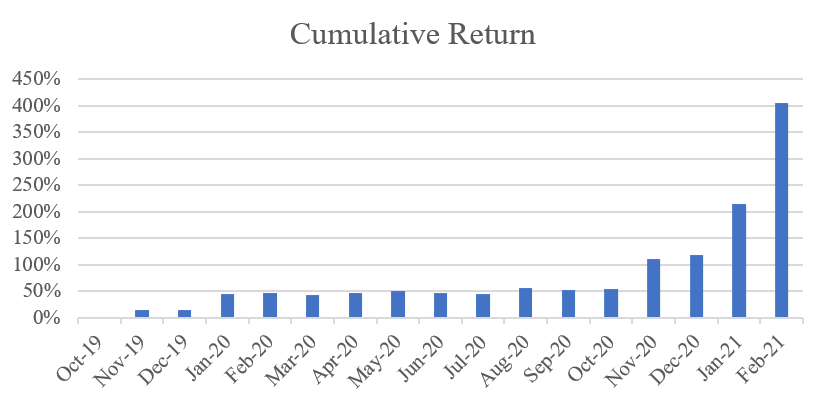 Cumulative Return
450%
400%
350%
300%
250%
200%
150%
100%
50%
0%
Oct-19
Nov-19
Dec-19
Jan-20
Feb-20
Mar-20
Apr-20
May-20
Jun-20
Jul-20
Aug-20
Sep-20
Oct-20
Nov-20
Dec-20
Jan-21
Feb-21